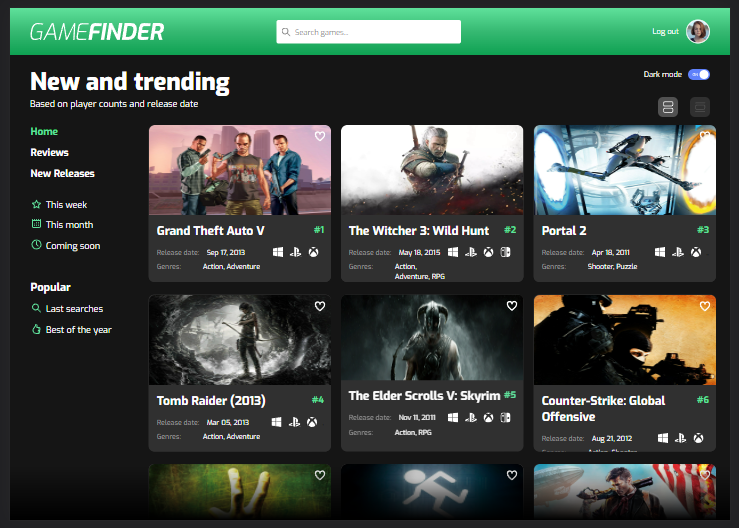 GAMEFINDER
Search games...
Log out
New and trending
Based on player counts and release date
Dark mode
ON
Home
Reviews
New Releases
This week
This month
Coming soon
Popular
Last searches
Best of the year
Grand Theft Auto V #1
Release date: Sep 17, 2013
Genres: Action, Adventure
The Witcher 3: Wild Hunt #2
Release date: May 18, 2015
Genres: Action,
Adventure, RPG
Portal 2 #3
Release date: Apr 18, 2011
Genres: Shooter, Puzzle
Tomb Raider (2013) #4
Release date: Mar 05, 2013
Genres: Action, Adventure
The Elder Scrolls V: Skyrim #5
Release date: Nov 11, 2011
Genres: Action, RPG
Counter-Strike: Global #6
Offensive
Release date: Aug 21, 2012
Genres: Action, Shooter